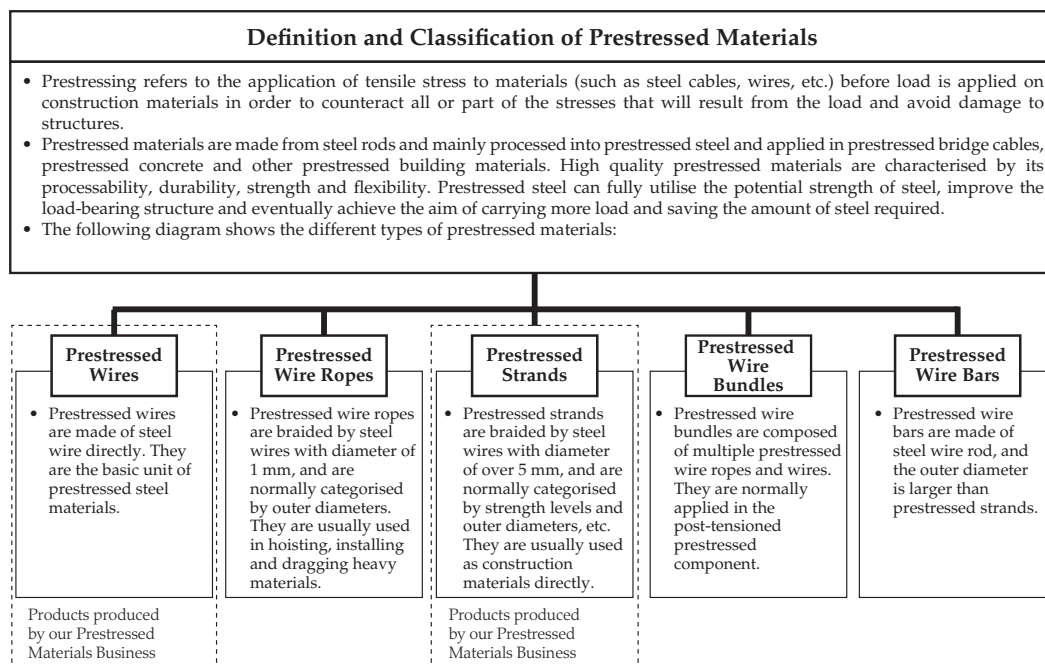 Definition and Classification of Prestressed Materials
• Prestressing refers to the application of tensile stress to materials (such as steel cables, wires, etc.) before load is applied on
construction materials in order to counteract all or part of the stresses that will result from the load and avoid damage to
structures.
• Prestressed materials are made from steel rods and mainly processed into prestressed steel and applied in prestressed bridge cables,
prestressed concrete and other prestressed building materials. High quality prestressed materials are characterised by its
processability, durability, strength and flexibility. Prestressed steel can fully utilise the potential strength of steel, improve the
load-bearing structure and eventually achieve the aim of carrying more load and saving the amount of steel required.
• The following diagram shows the different types of prestressed materials:
Prestressed
Wires
• Prestressed wires
are made of steel
wire directly. They
are the basic unit of
prestressed steel
materials.
Products produced
by our Prestressed
Materials Business
Prestressed
Wire Ropes
• Prestressed wire ropes
are braided by steel
wires with diameter of
1 mm, and are
normally categorised
by outer diameters.
They are usually used
in hoisting, installing
and dragging heavy
materials.
Prestressed
Strands
• Prestressed strands
are braided by steel
wires with diameter
of over 5 mm, and are
normally categorised
by strength levels and
outer diameters, etc.
They are usually used
as construction
materials directly.
Products produced
by our Prestressed
Materials Business
Prestressed
Wire
Bundles
• Prestressed wire
bundles are composed
of multiple prestressed
wire ropes and wires.
They are normally
applied in the
post-tensioned
prestressed
component.
Prestressed
Wire Bars
• Prestressed wire
bars are made of
steel wire rod, and
the outer diameter
is larger than
prestressed strands.